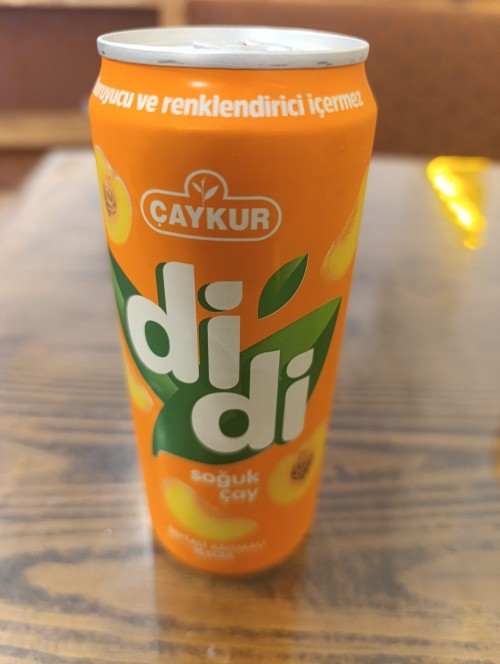 ve renklendirici içermez
ÇAYKUR
di
di
soğuk
çay